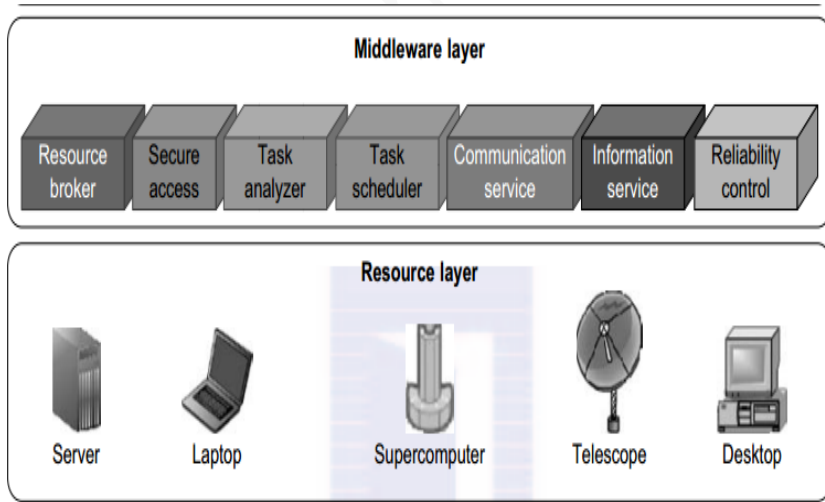 Middleware layer
Resource broker
Secure access
Task analyzer
Task scheduler
Communication service
Information service
Reliability control
Resource layer
Server
Laptop
Supercomputer
Telescope
Desktop